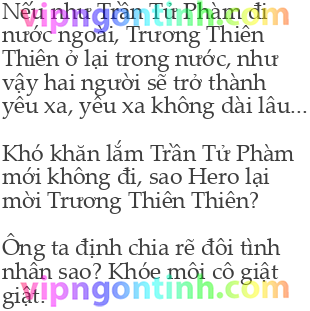 Nếu như Trần Tử Phàm đi
nước ngoài, Trương Thiên
Thiên ở lại trong nước, như
vậy hai người sẽ trở thành
yêu xa, yêu xa không dài lâu...
Khó khăn lắm Trần Tử Phàm
mới không đi, sao Hero lại
mời Trương Thiên Thiên?
Ông ta định chia rẽ đôi tình
nhân sao? Khóe môi cô giật
giật.
vipngontinh.com
vipngontinh.com
vipngontinh.com